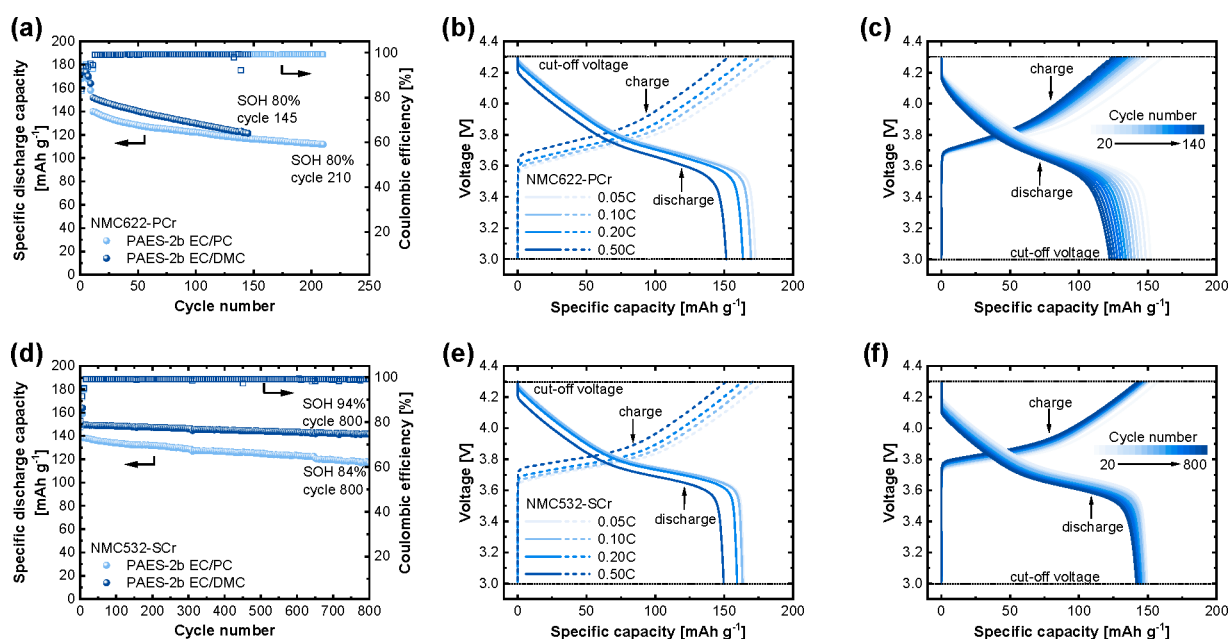 (a)
200
180
160
140
120
100
80
60
40
20
0
0 50 100 150 200 250
100
80
60
40
20
Specific discharge capacity
[mAh g⁻¹]
Coulombic efficiency [%]
Cycle number
SOH 80%
cycle 145
SOH 80%
cycle 210
NMC622-PCr
PAES-2b EC/PC
PAES-2b EC/DMC
(b)
4.4
4.2
4.0
3.8
3.6
3.4
3.2
3.0
0 50 100 150 200
Voltage [V]
Specific capacity [mAh g⁻¹]
cut-off voltage
charge
discharge
NMC622-PCr
0.05C
0.10C
0.20C
0.50C
(c)
4.4
4.2
4.0
3.8
3.6
3.4
3.2
3.0
0 50 100 150 200
Voltage [V]
Specific capacity [mAh g⁻¹]
charge
Cycle number
20 140
discharge
cut-off voltage
(d)
200
180
160
140
120
100
80
60
40
20
0
0 100 200 300 400 500 600 700 800
100
80
60
40
20
Specific discharge capacity
[mAh g⁻¹]
Coulombic efficiency [%]
Cycle number
SOH 94%
cycle 800
SOH 84%
cycle 800
NMC532-SCr
PAES-2b EC/PC
PAES-2b EC/DMC
(e)
4.4
4.2
4.0
3.8
3.6
3.4
3.2
3.0
0 50 100 150 200
Voltage [V]
Specific capacity [mAh g⁻¹]
cut-off voltage
charge
discharge
NMC532-SCr
0.05C
0.10C
0.20C
0.50C
(f)
4.4
4.2
4.0
3.8
3.6
3.4
3.2
3.0
0 50 100 150 200
Voltage [V]
Specific capacity [mAh g⁻¹]
charge
Cycle number
20 800
discharge
cut-off voltage